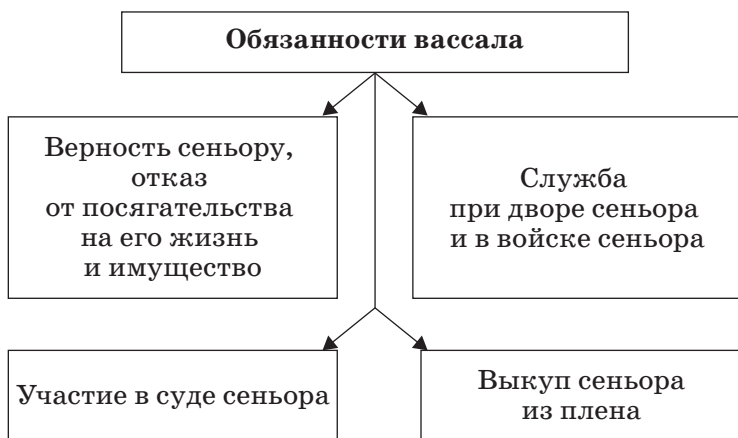 Обязанности вассала
Верность сеньору,
отказ
от посягательства
на его жизнь
и имущество
Служба
при дворе сеньора
и в войске сеньора
Участие в суде сеньора
Выкуп сеньора
из плена